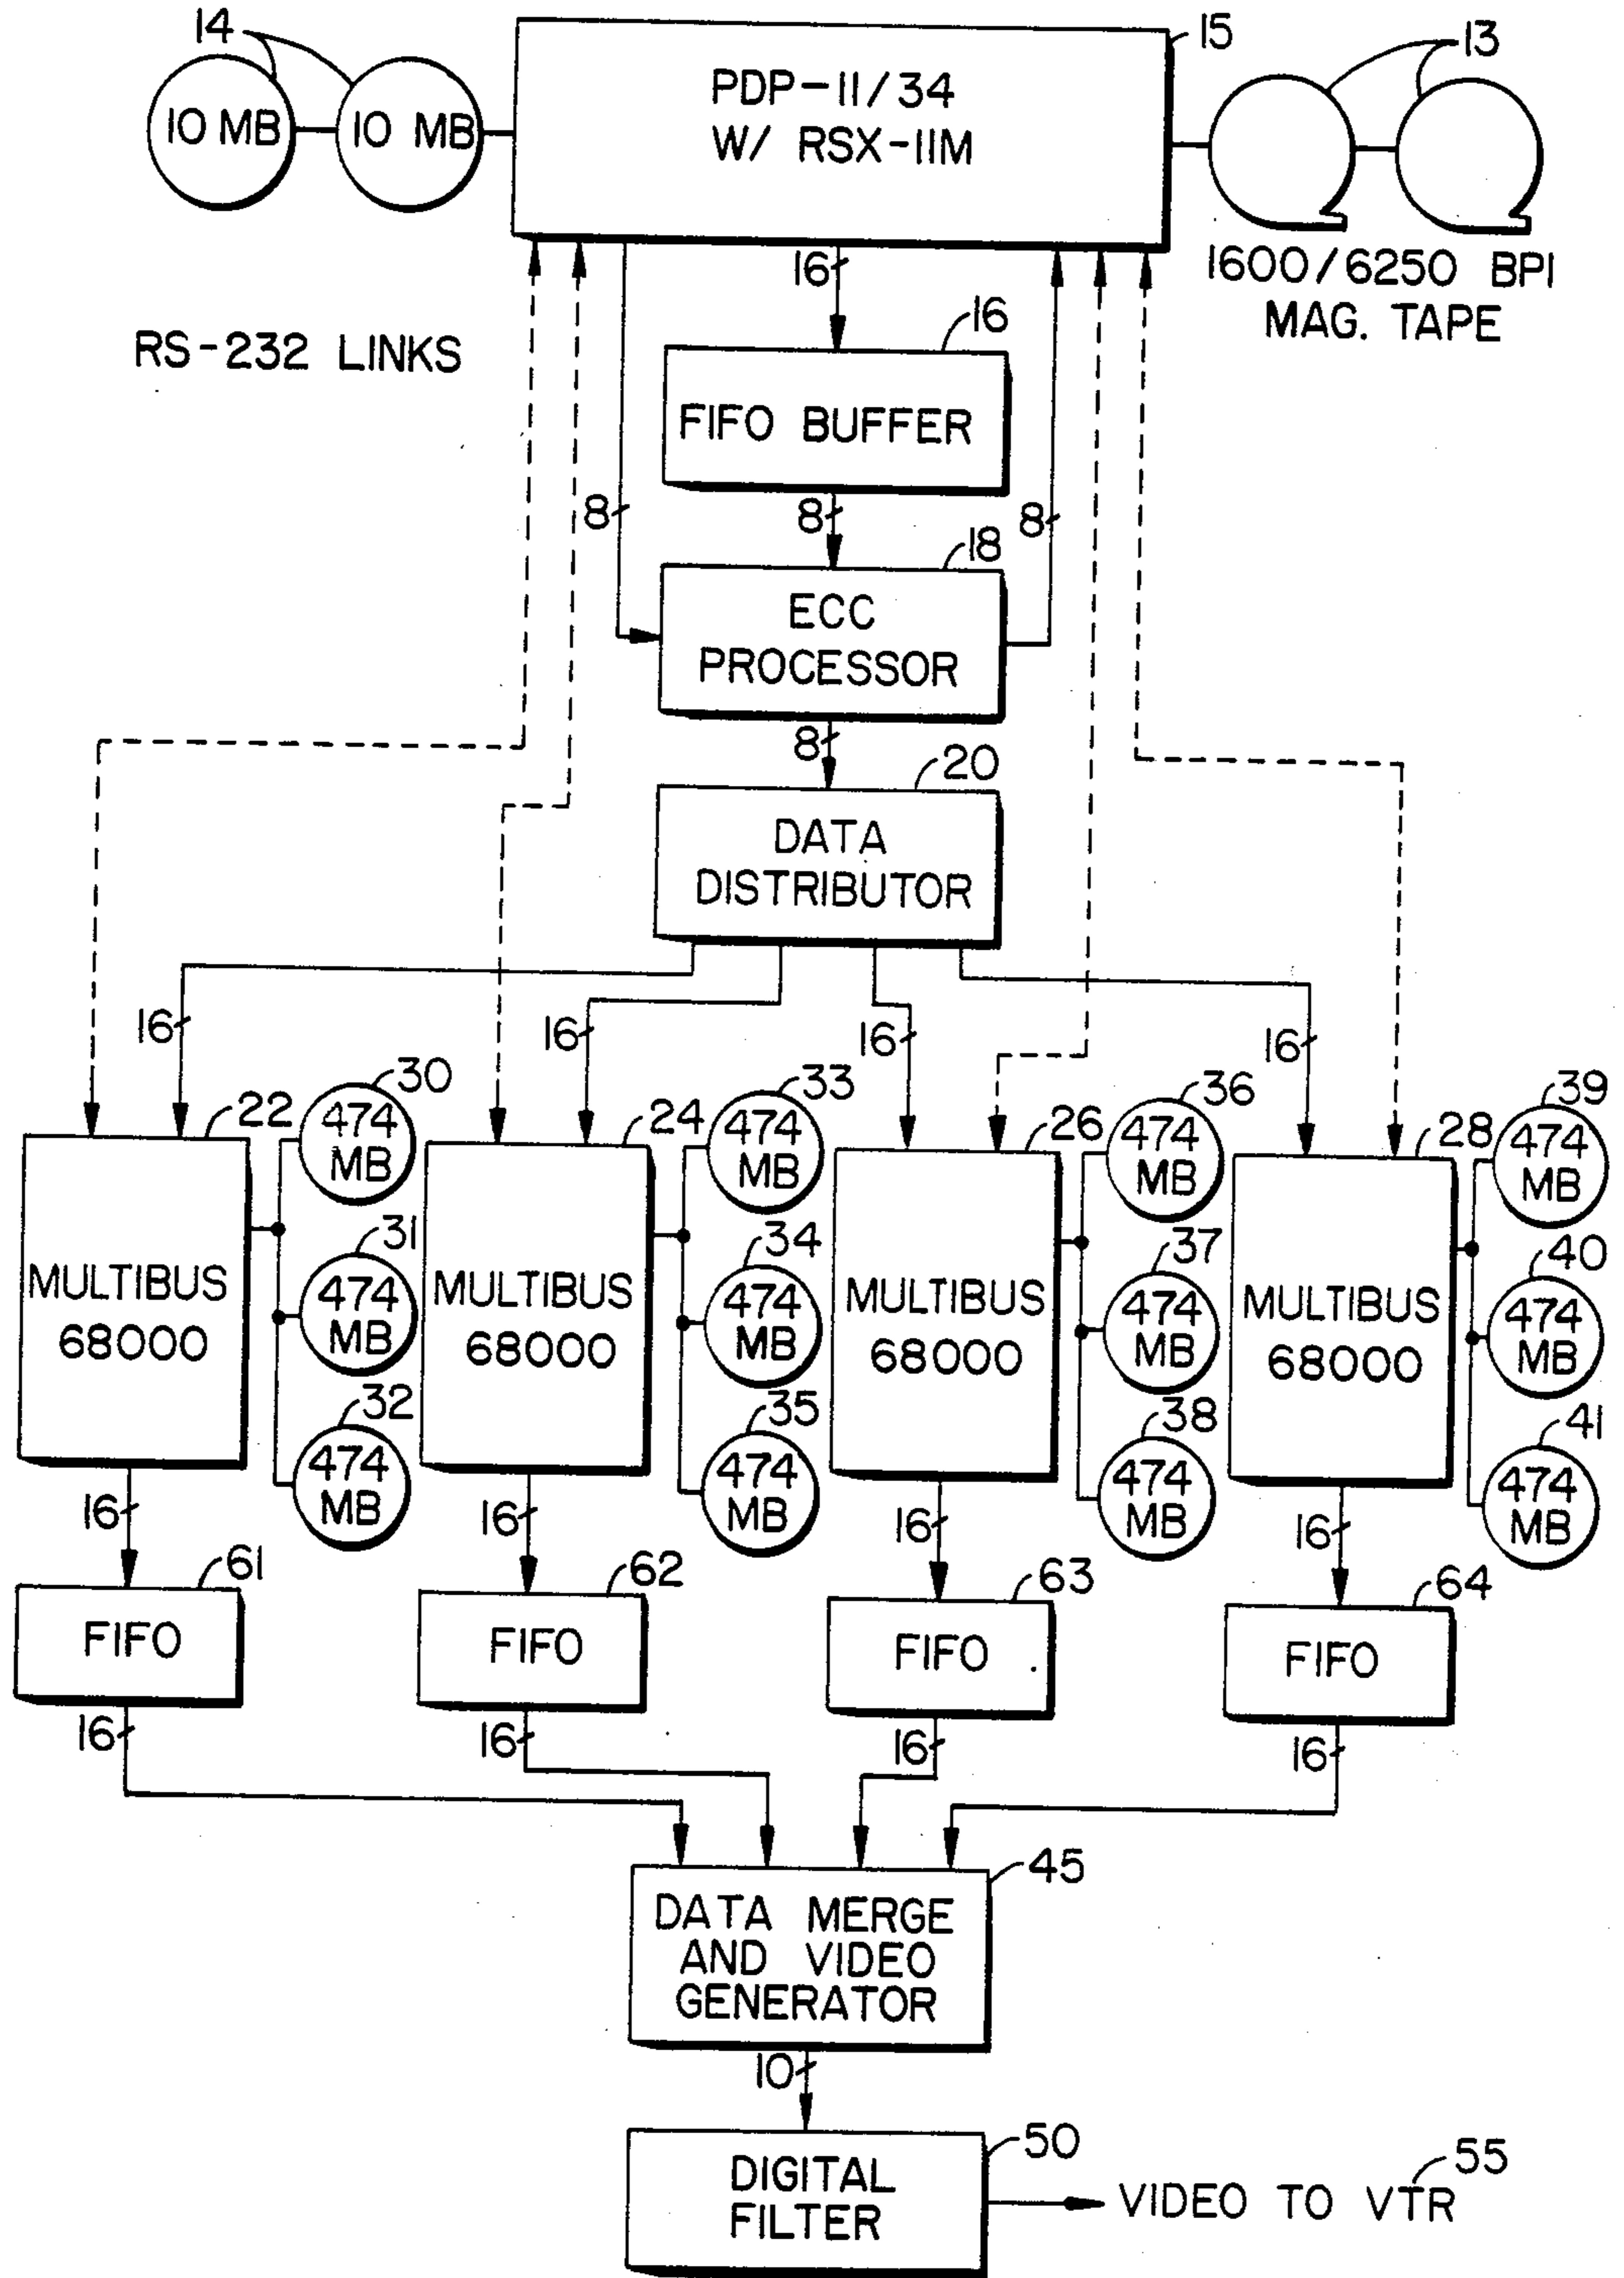 14
15
13
10 MB
10 MB
PDP-11/34
W/ RSX-11M
1600/6250 BPI
MAG. TAPE
RS-232 LINKS
16
16
FIFO BUFFER
8
8
8
18
ECC
PROCESSOR
8
20
DATA
DISTRIBUTOR
16
16
16
16
22
30
474
MB
24
33
474
MB
26
36
474
MB
28
39
474
MB
MULTIBUS
68000
31
474
MB
MULTIBUS
68000
34
474
MB
MULTIBUS
68000
37
474
MB
MULTIBUS
68000
40
474
MB
32
474
MB
35
474
MB
38
474
MB
41
474
MB
16
16
16
16
61
FIFO
62
FIFO
63
FIFO
64
FIFO
16
16
16
16
45
DATA MERGE
AND VIDEO
GENERATOR
10
50
DIGITAL
FILTER
VIDEO TO VTR
55